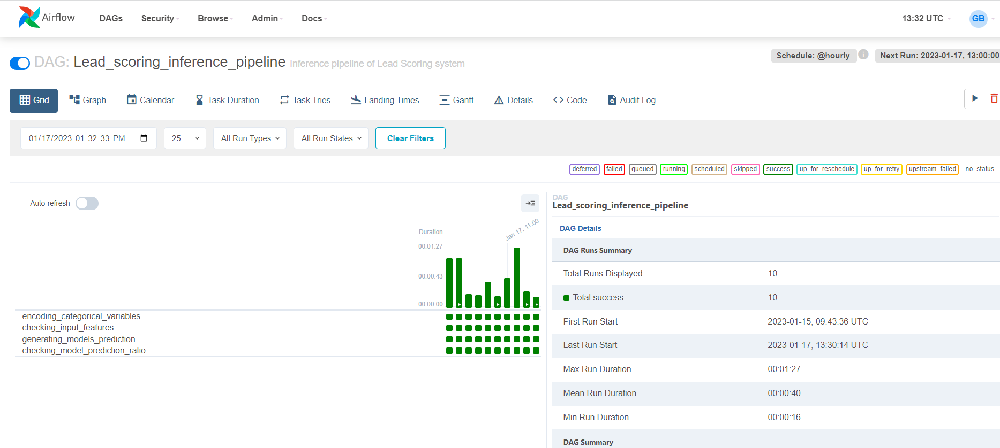 Airflow DAGs Security Browse Admin Docs 13:32 UTC GB
DAG: Lead_scoring_inference_pipeline Inference pipeline of Lead Scoring system Schedule: @hourly Next Run: 2023-01-17, 13:00:00
Grid Graph Calendar Task Duration Task Tries Landing Times Gantt Details Code Audit Log
01/17/2023 01:32:33 PM 25 All Run Types All Run States Clear Filters
deferred failed queued running scheduled skipped success up_for_reschedule up_for_retry upstream_failed no_status
Auto-refresh
Duration
Jan 17, 11:00
00:01:27
00:00:43
00:00:00
encoding_categorical_variables
checking_input_features
generating_models_prediction
checking_model_prediction_ratio
DAG
Lead_scoring_inference_pipeline
DAG Details
DAG Runs Summary
Total Runs Displayed 10
Total success 10
First Run Start 2023-01-15, 09:43:36 UTC
Last Run Start 2023-01-17, 13:30:14 UTC
Max Run Duration 00:01:27
Mean Run Duration 00:00:40
Min Run Duration 00:00:16
DAG Summary